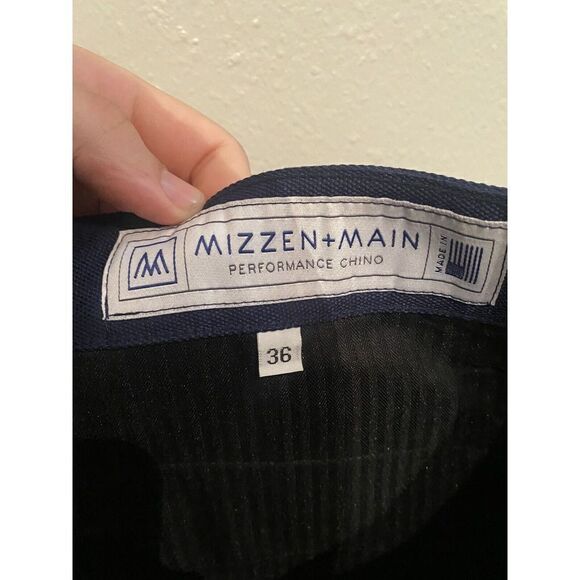 M
MIZZEN+MAIN
PERFORMANCE CHINO
MADE IN
36